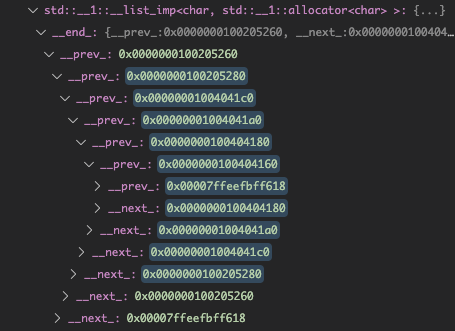 std::__1::__list_imp<char, std::__1::allocator<char> >: {...}
__end_: {__prev_:0x0000000100205260, __next_:0x000000010040​4...
__prev_: 0x0000000100205260
__prev_: 0x0000000100205280
__prev_: 0x00000001004041c0
__prev_: 0x00000001004041a0
__prev_: 0x0000000100404180
__prev_: 0x0000000100404160
__prev_: 0x00007ffeefbff618
__next_: 0x0000000100404180
__next_: 0x00000001004041a0
__next_: 0x00000001004041c0
__next_: 0x0000000100205280
__next_: 0x0000000100205260
__next_: 0x00007ffeefbff618